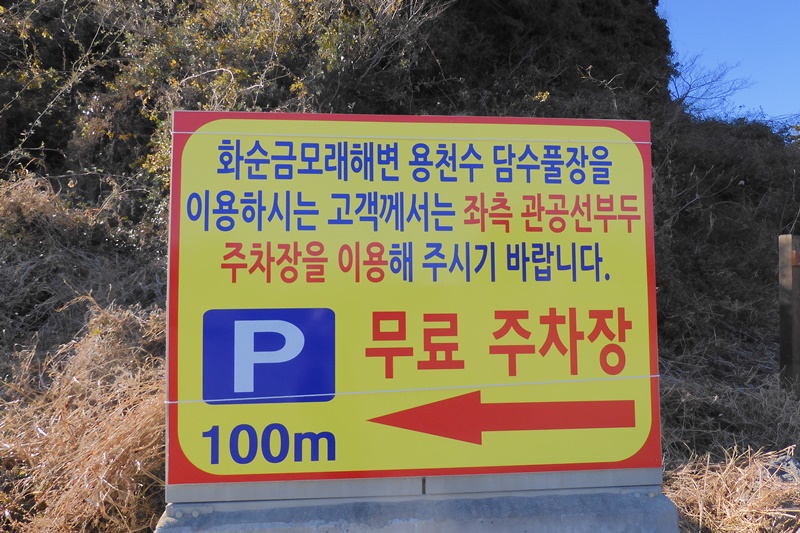 화순금모래해변 용천수 담수풀장을
이용하시는 고객께서는 좌측 관공선부두
주차장을 이용해 주시기 바랍니다.
P 무료 주차장
100m